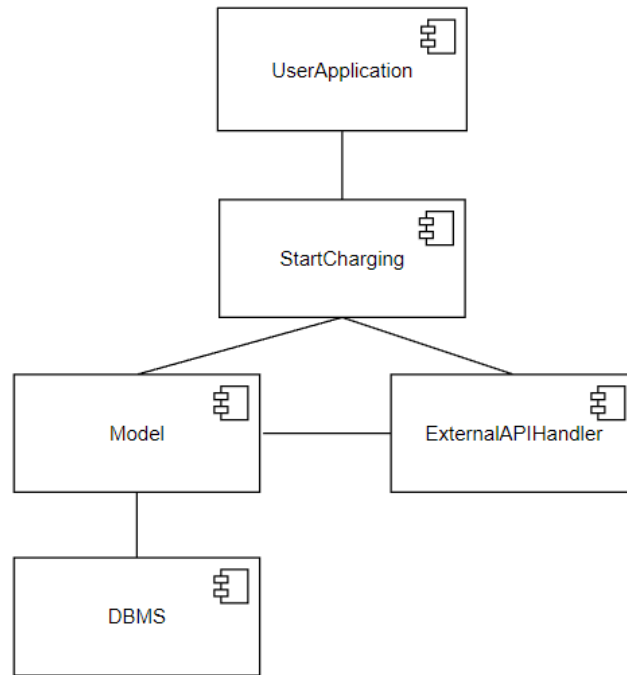 UserApplication
StartCharging
Model
ExternalAPIHandler
DBMS